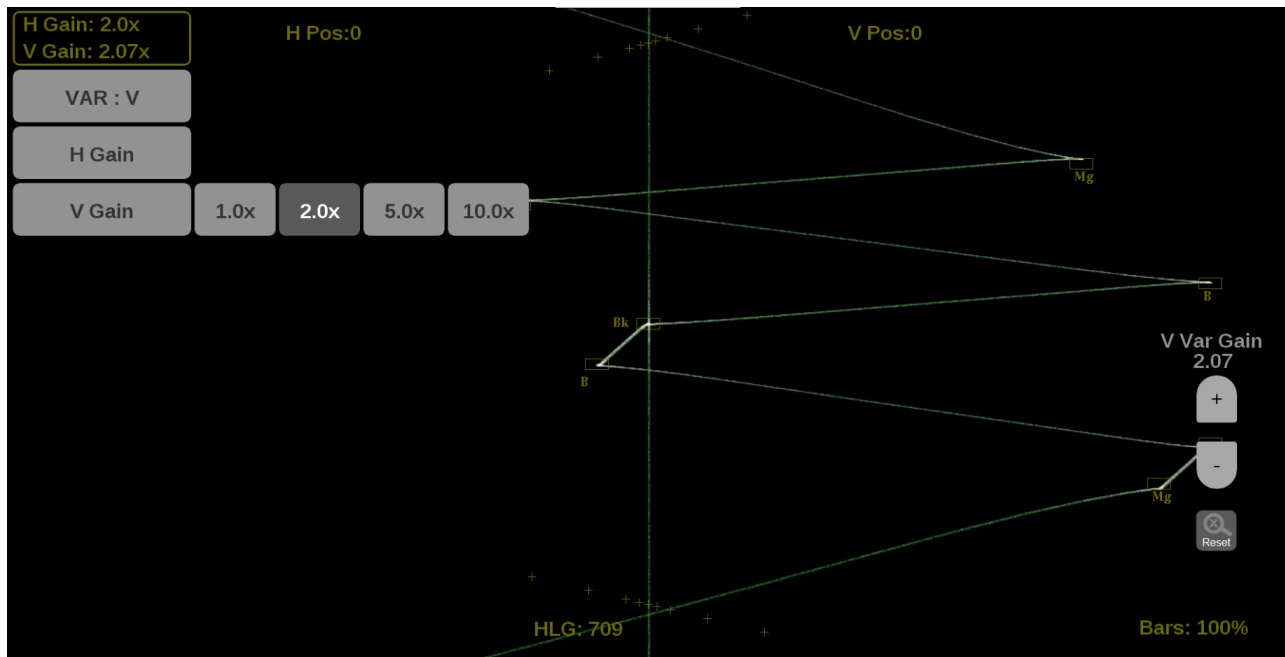 H Gain: 2.0x
V Gain: 2.07x
H Pos:0
V Pos:0
VAR : V
H Gain
V Gain
1.0x
2.0x
5.0x
10.0x
Mg
B
Bk
B
V Var Gain
2.07
+
-
Mg
Reset
HLG: 709
Bars: 100%